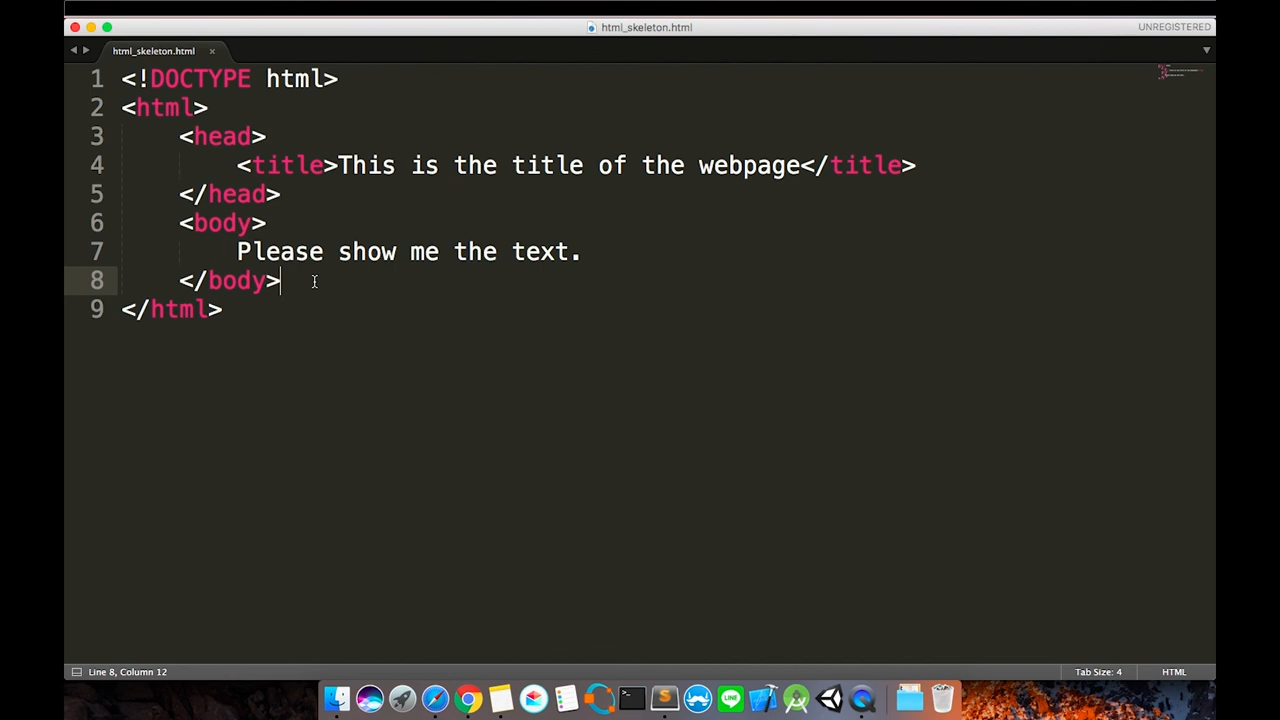 html_skeleton.html
UNREGISTERED
html_skeleton.html ×
1 <!DOCTYPE html>
2 <html>
3     <head>
4         <title>This is the title of the webpage</title>
5     </head>
6     <body>
7         Please show me the text.
8     </body>
9 </html>
Line 8, Column 12
Tab Size: 4
HTML
LINE